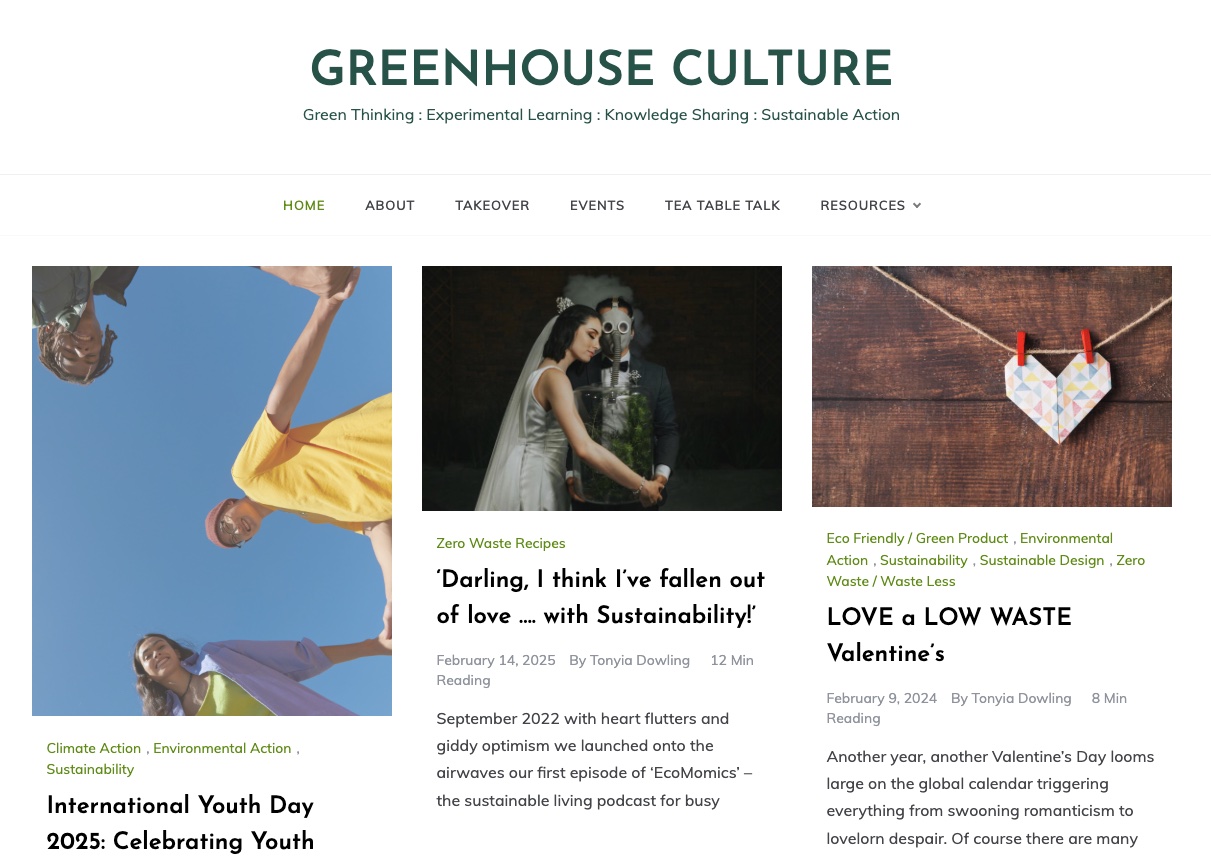 GREENHOUSE CULTURE
Green Thinking : Experimental Learning : Knowledge Sharing : Sustainable Action
HOME ABOUT TAKEOVER EVENTS TEA TABLE TALK RESOURCES
Climate Action , Environmental Action ,
Sustainability
International Youth Day
2025: Celebrating Youth
Zero Waste Recipes
‘Darling, I think I’ve fallen out
of love …. with Sustainability!’
February 14, 2025 By Tonyia Dowling 12 Min
Reading
September 2022 with heart flutters and
giddy optimism we launched onto the
airwaves our first episode of ‘EcoMomics’ –
the sustainable living podcast for busy
Eco Friendly / Green Product , Environmental
Action , Sustainability , Sustainable Design , Zero
Waste / Waste Less
LOVE a LOW WASTE
Valentine’s
February 9, 2024 By Tonyia Dowling 8 Min
Reading
Another year, another Valentine’s Day looms
large on the global calendar triggering
everything from swooning romanticism to
lovelorn despair. Of course there are many